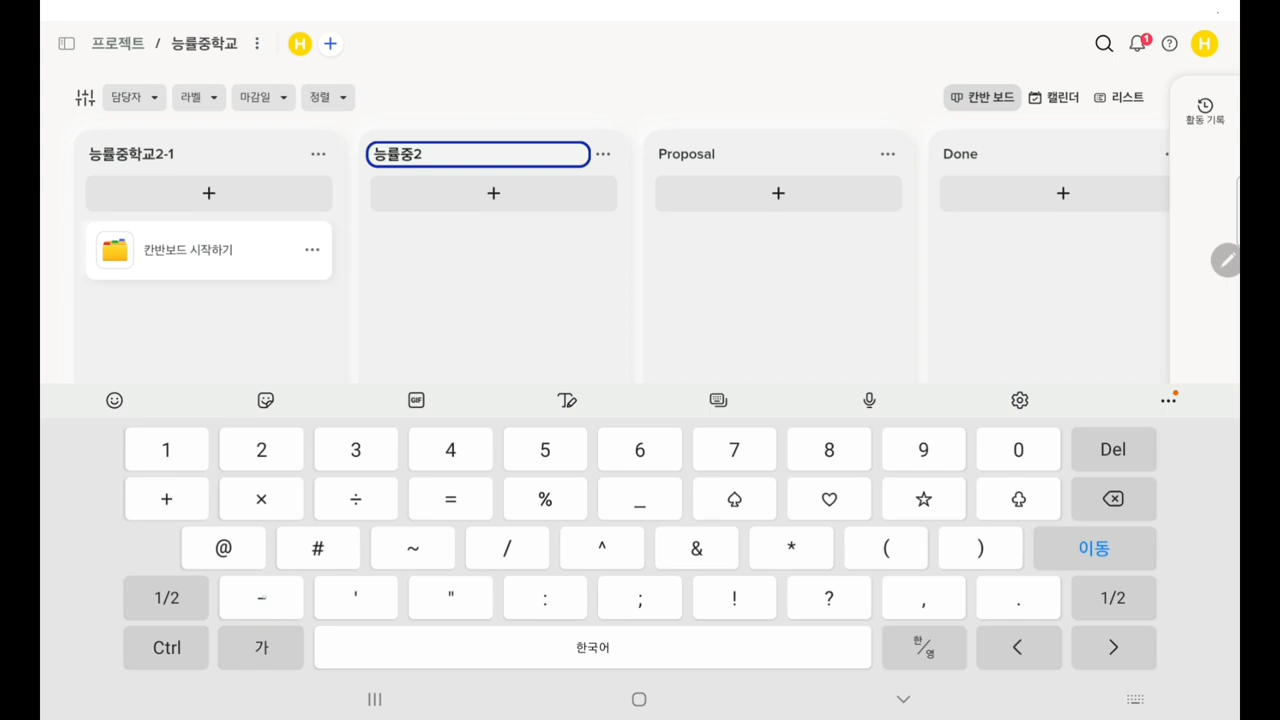 프로젝트 / 능률중학교 H +
1 ? H
담당자 라벨 마감일 정렬
칸반 보드 캘린더 리스트
활동 기록
능률중학교2-1 ···
능률중2 ···
Proposal ···
Done
+ + + +
칸반보드 시작하기 ···
GIF
1 2 3 4 5 6 7 8 9 0 Del
+ × ÷ = % _ ♤ ♡ ☆ ♧
@ # ~ / ^ & * ( ) 이동
1/2 - ' " : ; ! ? , . 1/2
Ctrl 가 한국어 한/영 < >